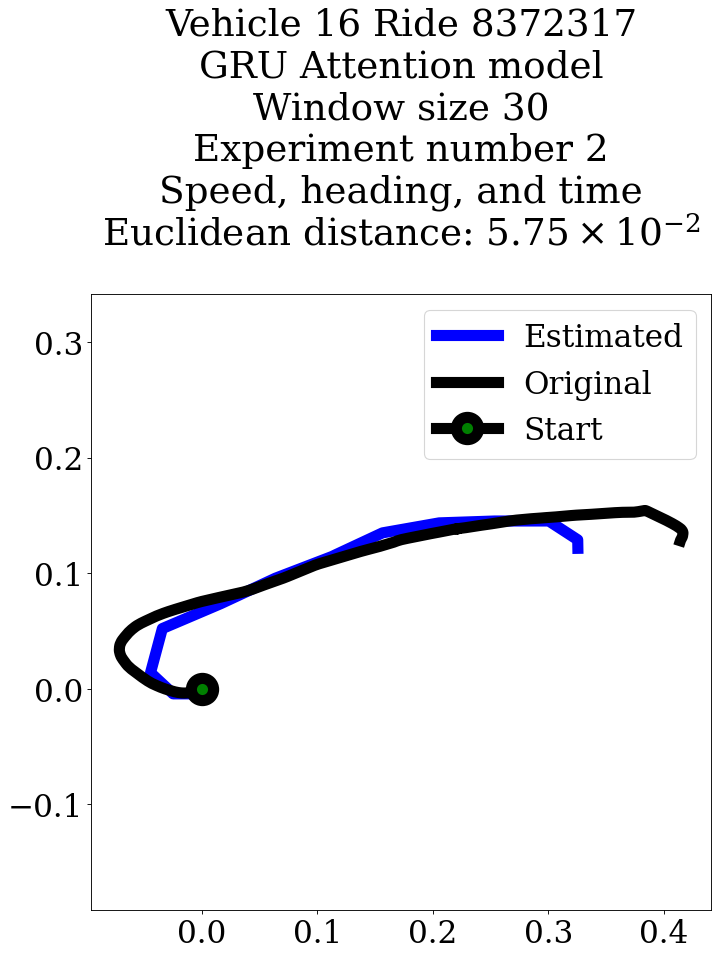 Vehicle 16 Ride 8372317
GRU Attention model
Window size 30
Experiment number 2
Speed, heading, and time
Euclidean distance: 5.75 × 10⁻²
Estimated
Original
Start
0.3
0.2
0.1
0.0
−0.1
0.0 0.1 0.2 0.3 0.4